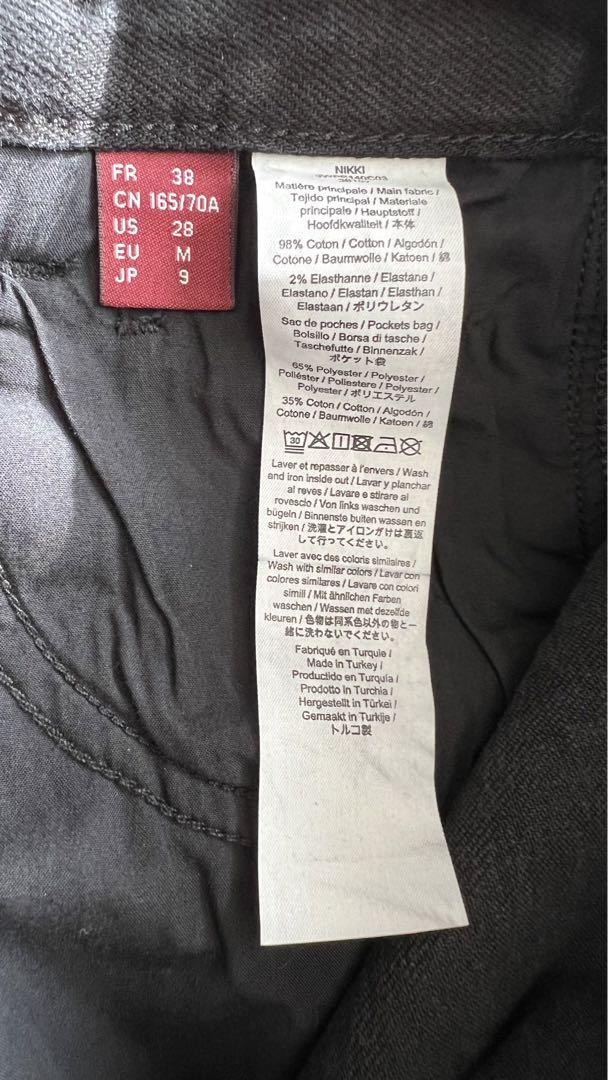 FR 38
CN 165/70A
US 28
EU M
JP 9
NIKKI
Matière principale / Main fabric /
Tejido principal / Materiale
principale / Hauptstoff /
Hoofdkwaliteit / 本体
98% Coton / Cotton / Algodón /
Cotone / Baumwolle / Katoen / 綿
2% Elasthanne / Elastane /
Elastano / Elastan / Elasthan /
Elastaan / ポリウレタン
Sac de poches / Pockets bag /
Bolsillo / Borsa di tasche /
Taschefutte / Binnenzak /
ポケット袋
65% Polyester / Polyester /
Poliéster / Poliestere / Polyester /
Polyester / ポリエステル
35% Coton / Cotton / Algodón /
Cotone / Baumwolle / Katoen / 綿
30
Laver et repasser à l'envers / Wash
and iron inside out / Lavar y planchar
al reves / Lavare e stirare al
rovescio / Von links waschen und
bügeln / Binnenste buiten wassen en
strijken / 洗濯とアイロンがけは裏返
して行ってください。
Laver avec des coloris similaires /
Wash with similar colors / Lavar con
colores similares / Lavare con colori
simili / Mit ähnlichen Farben
waschen / Wassen met dezelfde
kleuren / 色物は同系色以外の物と一
緒に洗わないでください。
Fabriqué en Turquie /
Made in Turkey /
Productido en Turquía /
Prodotto in Turchia /
Hergestellt in Türkei /
Gemaakt in Turkije /
トルコ製